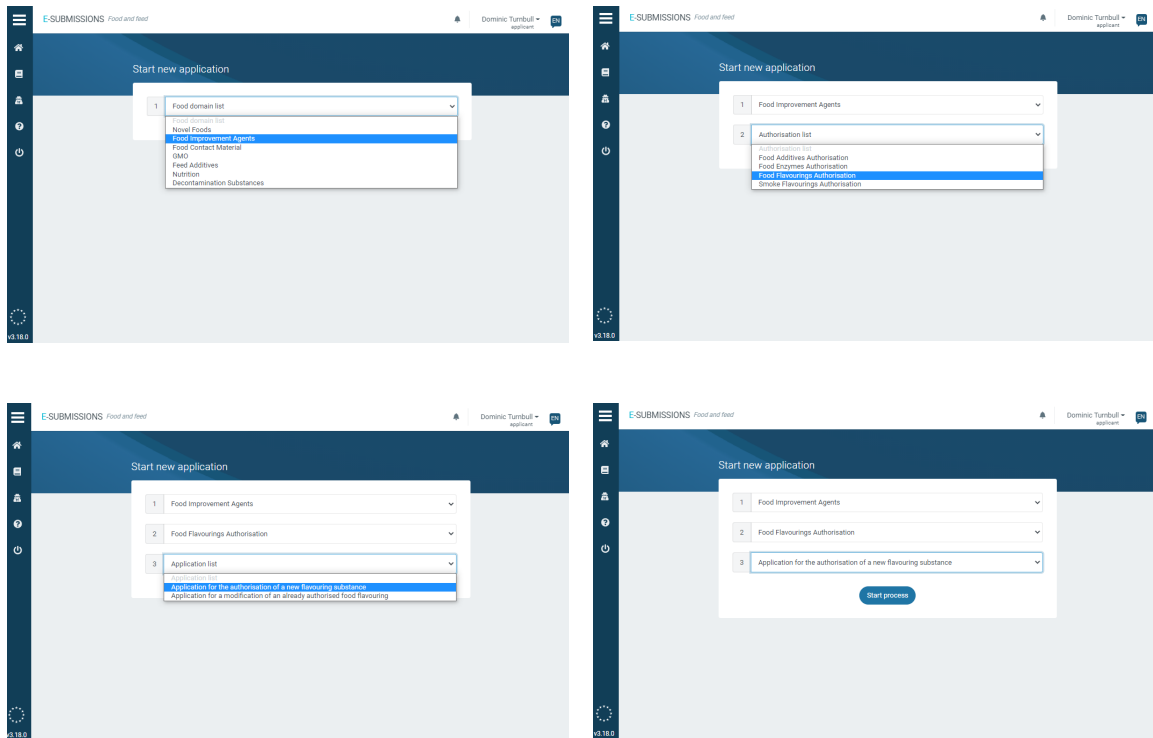 E-SUBMISSIONS Food and feed
Dominic Turnbull
applicant
EN
Start new application
1 Food domain list
Food domain list
Novel Foods
Food Improvement Agents
Food Contact Material
GMO
Feed Additives
Nutrition
Decontamination Substances
v3.18.0
E-SUBMISSIONS Food and feed
Dominic Turnbull
applicant
EN
Start new application
1 Food Improvement Agents
2 Authorisation list
Authorisation list
Food Additives Authorisation
Food Enzymes Authorisation
Food Flavourings Authorisation
Smoke Flavourings Authorisation
v3.18.0
E-SUBMISSIONS Food and feed
Dominic Turnbull
applicant
EN
Start new application
1 Food Improvement Agents
2 Food Flavourings Authorisation
3 Application list
Application list
Application for the authorisation of a new flavouring substance
Application for a modification of an already authorised food flavouring
v3.18.0
E-SUBMISSIONS Food and feed
Dominic Turnbull
applicant
EN
Start new application
1 Food Improvement Agents
2 Food Flavourings Authorisation
3 Application for the authorisation of a new flavouring substance
Start process
v3.18.0